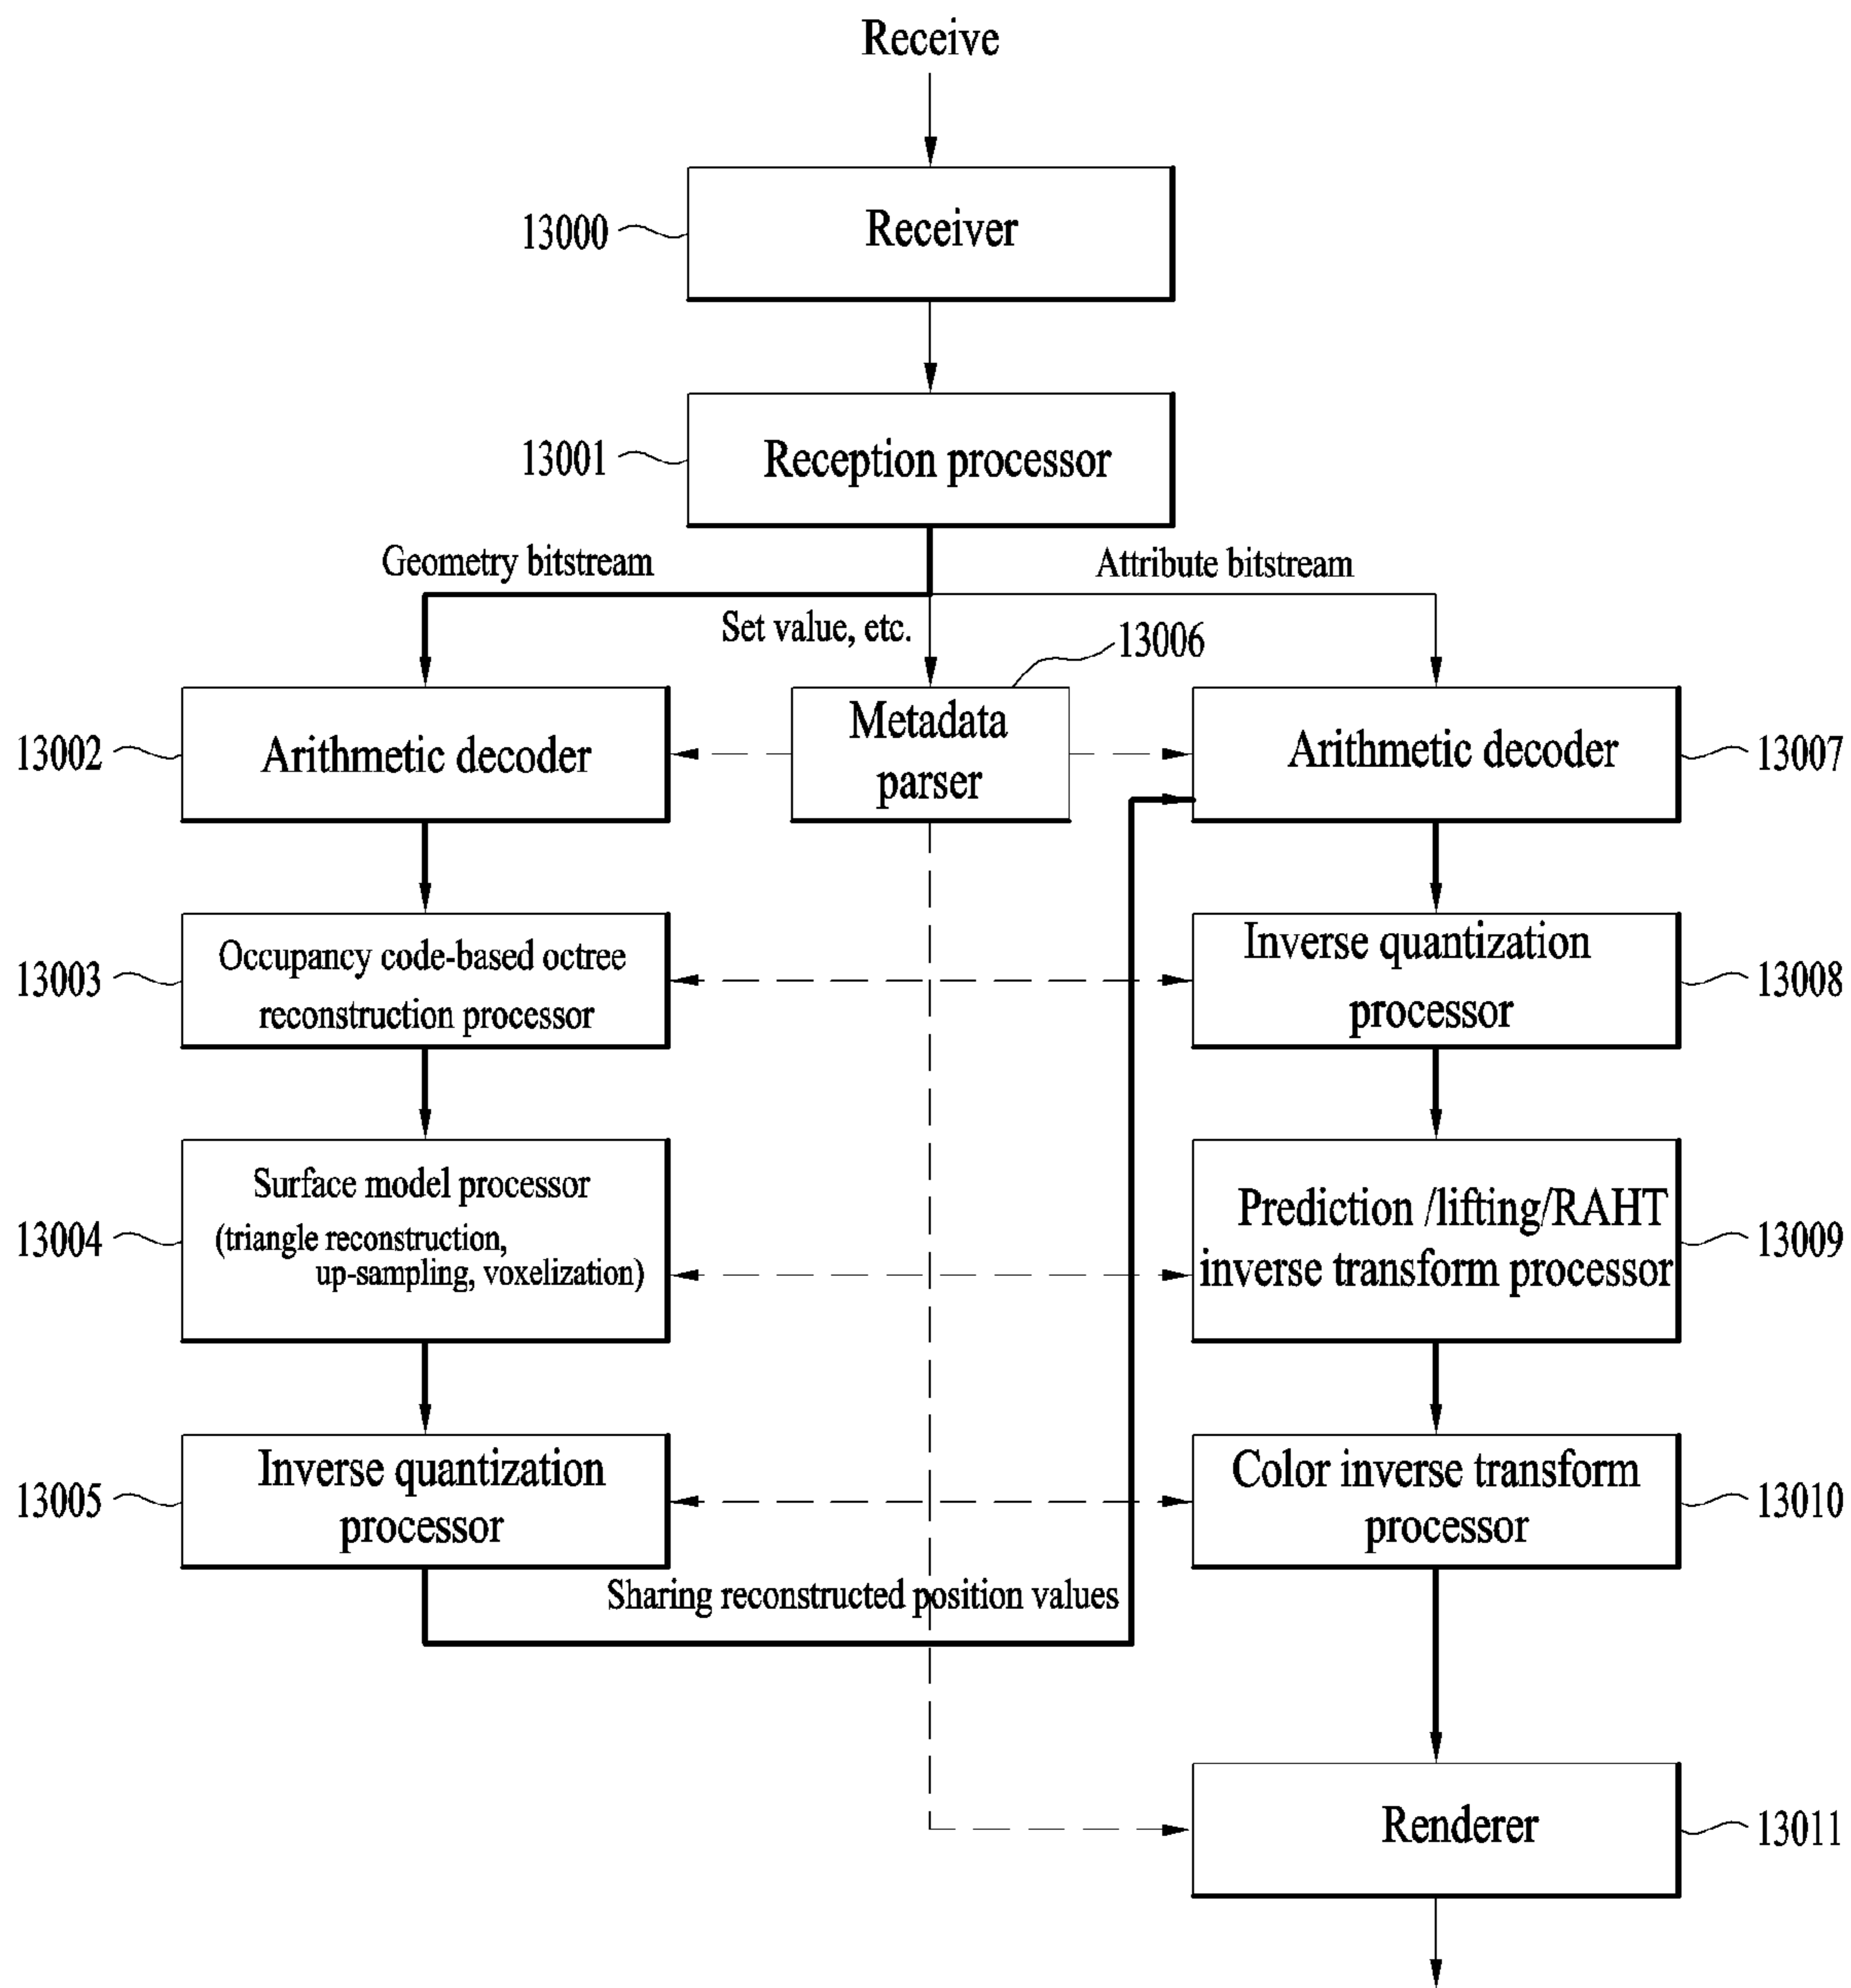 Receive
Receiver
13000
Reception processor
13001
Geometry bitstream
Attribute bitstream
Set value, etc.
13006
Arithmetic decoder
13002
Metadata
parser
Arithmetic decoder
13007
Occupancy code-based octree
reconstruction processor
13003
Inverse quantization
processor
13008
Surface model processor
(triangle reconstruction,
up-sampling, voxelization)
13004
Prediction /lifting/RAHT
inverse transform processor
13009
Inverse quantization
processor
13005
Color inverse transform
processor
13010
Sharing reconstructed position values
Renderer
13011